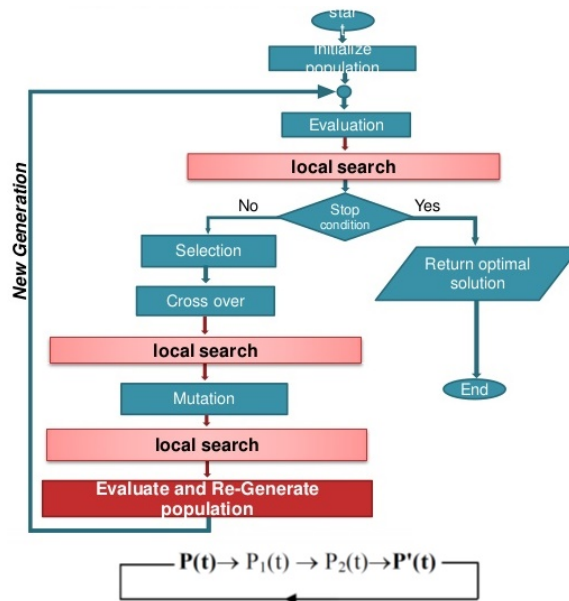 start
Initialize
population
Evaluation
local search
Stop
condition
No
Yes
Selection
Return optimal
solution
Cross over
local search
Mutation
End
local search
Evaluate and Re-Generate
population
New Generation
P(t)→ P₁(t) → P₂(t)→P'(t)